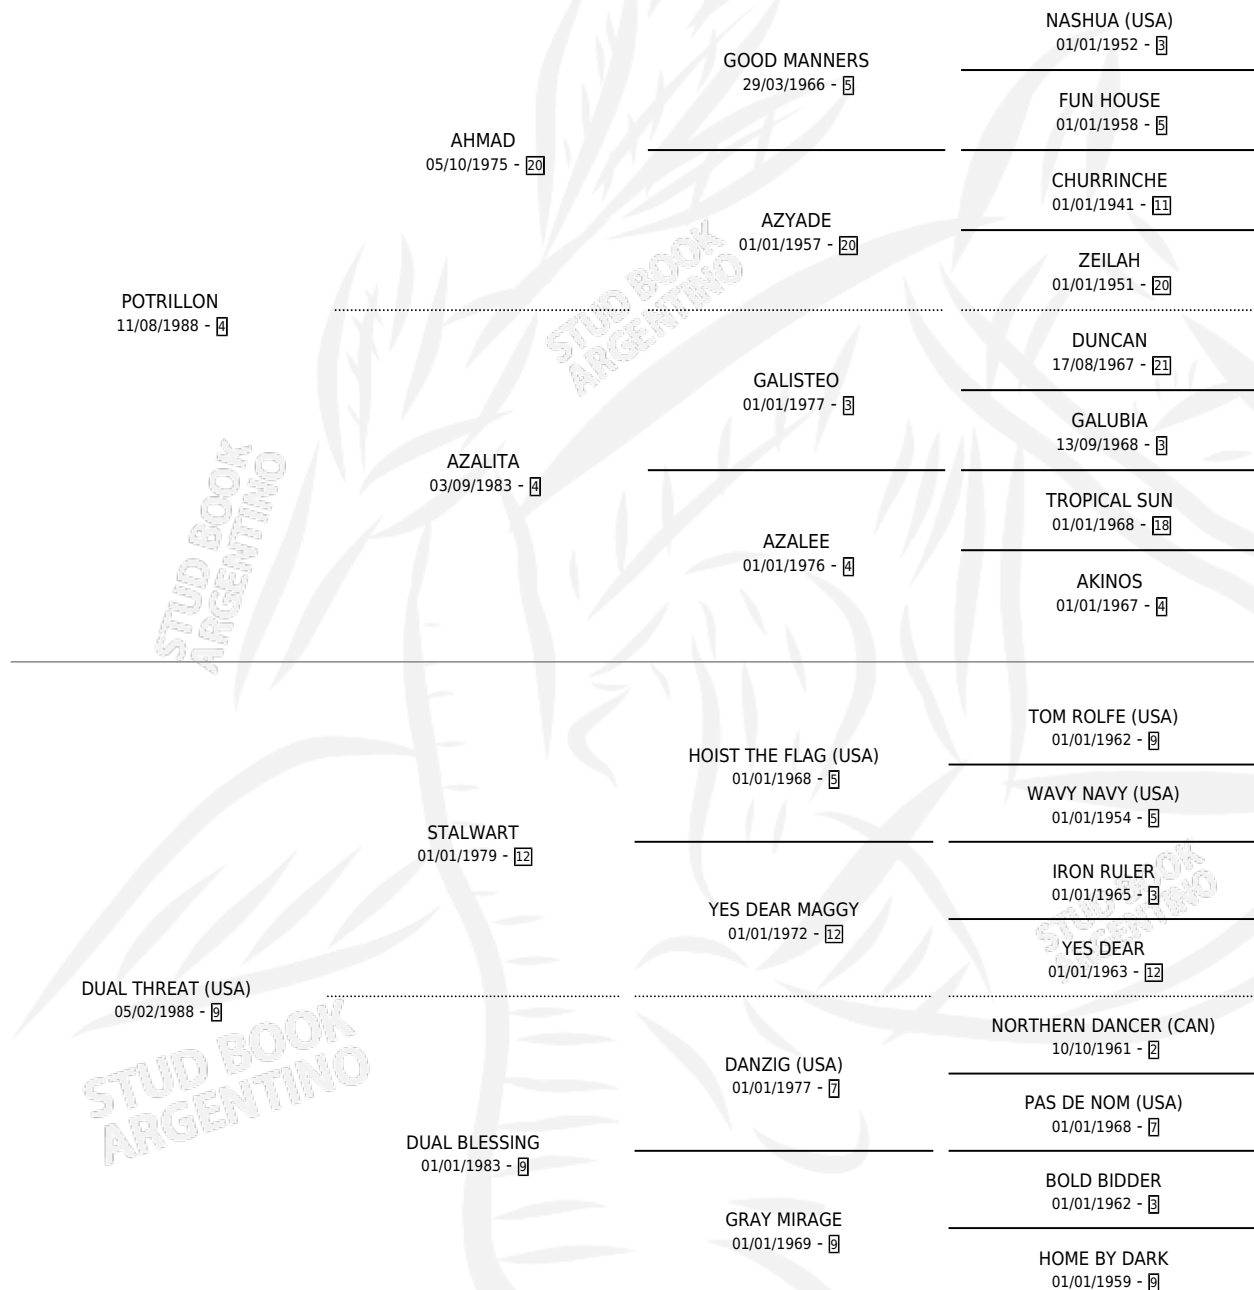 NASHUA (USA)
01/01/1952 - 3
GOOD MANNERS
29/03/1966 - 5
FUN HOUSE
01/01/1958 - 5
AHMAD
05/10/1975 - 20
CHURRINCHE
01/01/1941 - 11
AZYADE
01/01/1957 - 20
ZEILAH
01/01/1951 - 20
POTRILLON
11/08/1988 - 4
DUNCAN
17/08/1967 - 21
GALISTEO
01/01/1977 - 3
GALUBIA
13/09/1968 - 3
AZALITA
03/09/1983 - 4
TROPICAL SUN
01/01/1968 - 18
AZALEE
01/01/1976 - 4
AKINOS
01/01/1967 - 4
TOM ROLFE (USA)
01/01/1962 - 9
HOIST THE FLAG (USA)
01/01/1968 - 5
WAVY NAVY (USA)
01/01/1954 - 5
STALWART
01/01/1979 - 12
IRON RULER
01/01/1965 - 3
YES DEAR MAGGY
01/01/1972 - 12
YES DEAR
01/01/1963 - 12
DUAL THREAT (USA)
05/02/1988 - 9
NORTHERN DANCER (CAN)
10/10/1961 - 2
DANZIG (USA)
01/01/1977 - 7
PAS DE NOM (USA)
01/01/1968 - 7
DUAL BLESSING
01/01/1983 - 9
BOLD BIDDER
01/01/1962 - 3
GRAY MIRAGE
01/01/1969 - 9
HOME BY DARK
01/01/1959 - 9
STUD BOOK
ARGENTINO
STUD BOOK
ARGENTINO
STUD BOOK
ARGENTINO
STUD BOOK
ARGENTINO